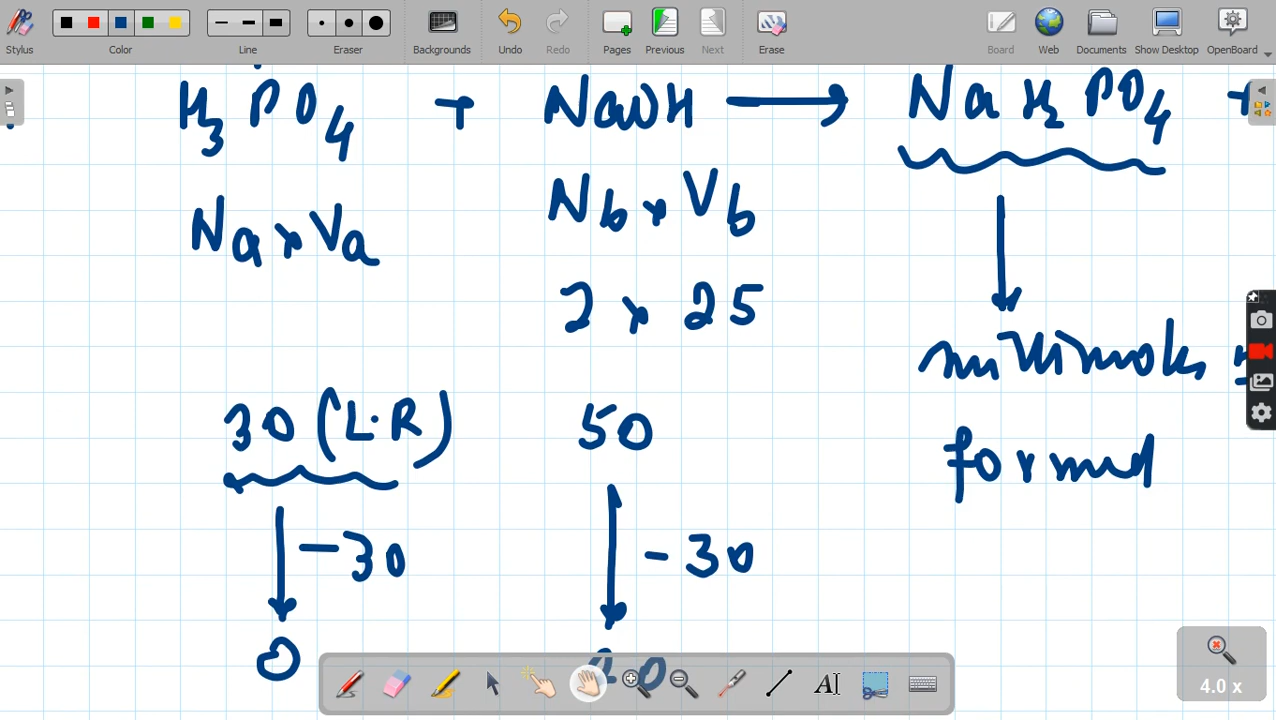 Stylus Color Line Eraser Backgrounds Undo Redo Pages Previous Next Erase Board Web Documents Show Desktop OpenBoard
H3PO4 + NaOH → NaH2PO4 +
Na × Va Nb × Vb
2 × 25
millimoles =
30 (L.R) 50
formed
-30 -30
0 20
4.0 x